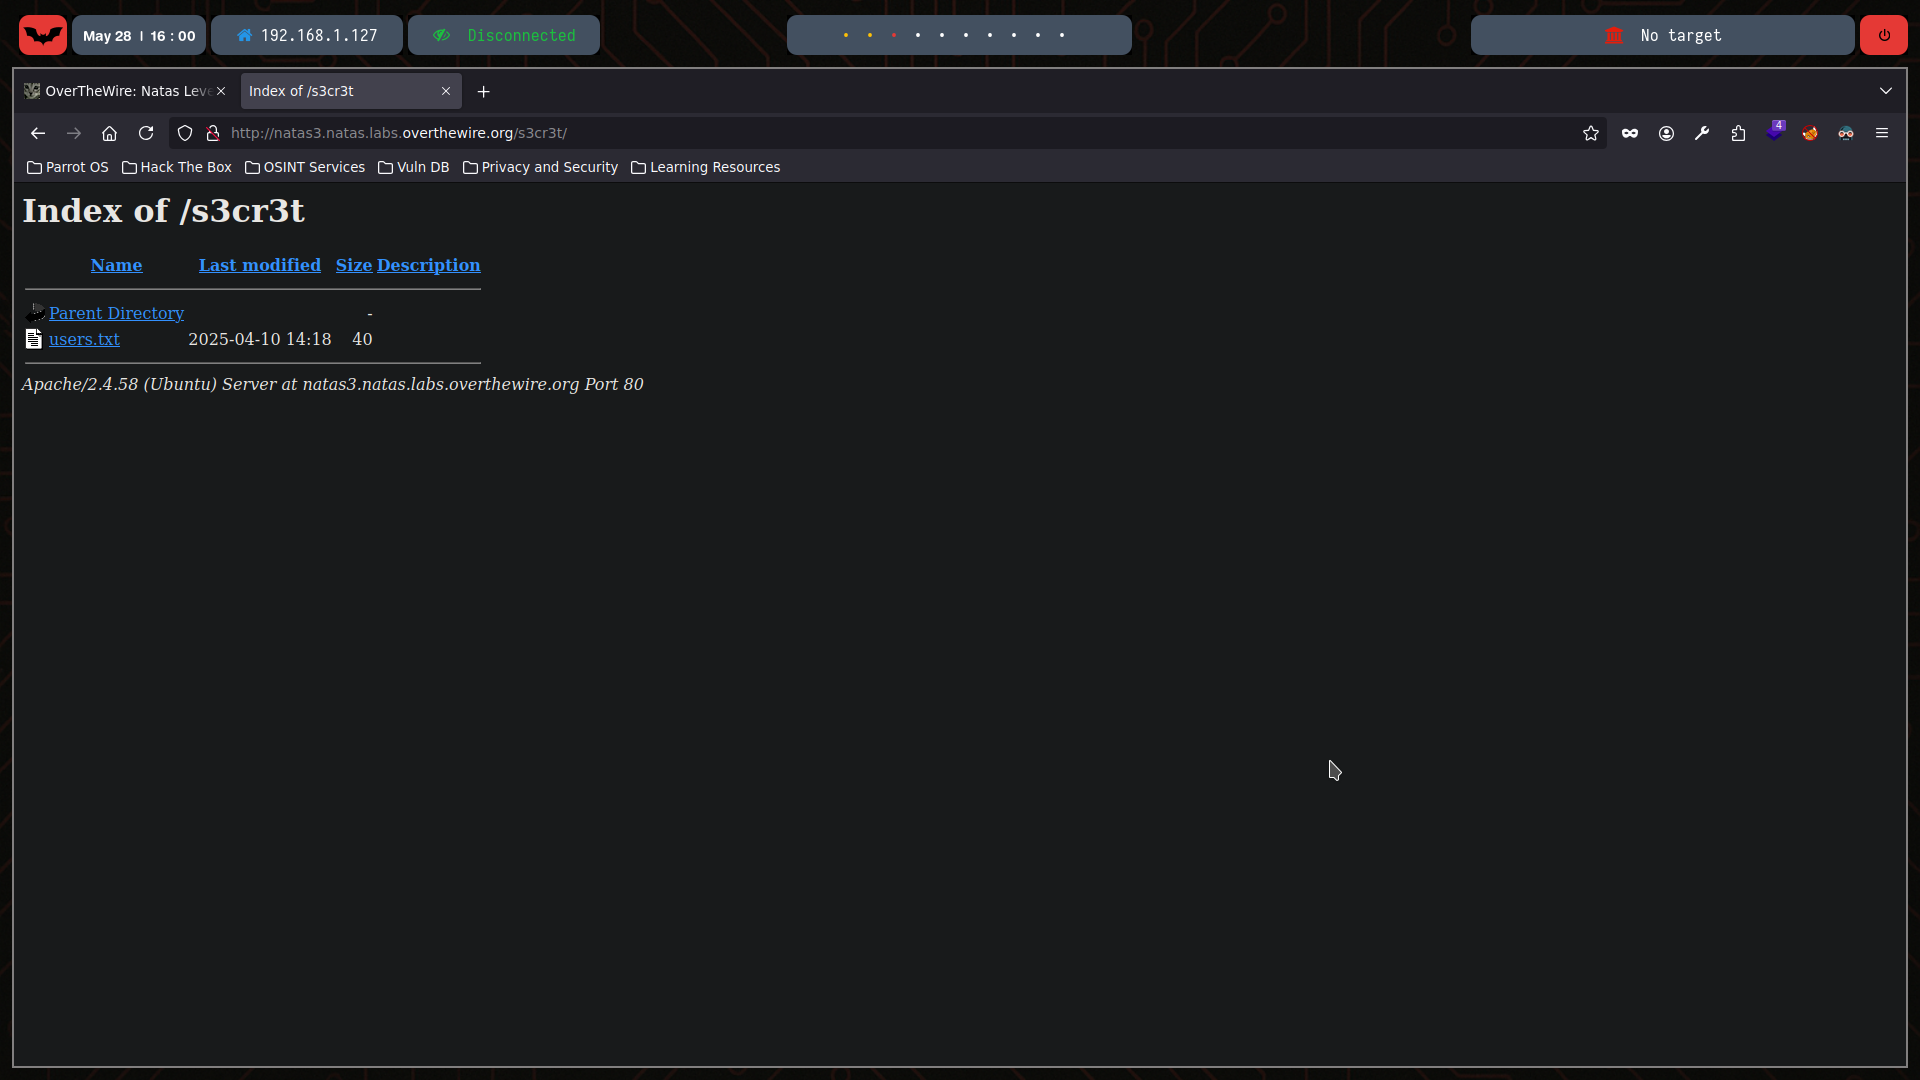 May 28 | 16 : 00
192.168.1.127
Disconnected
No target
OverTheWire: Natas Leve
Index of /s3cr3t
http://natas3.natas.labs.overthewire.org/s3cr3t/
4
Parrot OS
Hack The Box
OSINT Services
Vuln DB
Privacy and Security
Learning Resources
Index of /s3cr3t
Name Last modified Size Description
Parent Directory -
users.txt 2025-04-10 14:18 40
Apache/2.4.58 (Ubuntu) Server at natas3.natas.labs.overthewire.org Port 80